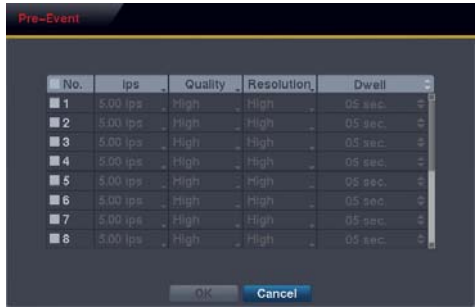 Pre-Event
No. Ips Quality Resolution Dwell
1 5.00 ips High High 05 sec.
2 5.00 ips High High 05 sec.
3 5.00 ips High High 05 sec.
4 5.00 ips High High 05 sec.
5 5.00 ips High High 05 sec.
6 5.00 ips High High 05 sec.
7 5.00 ips High High 05 sec.
8 5.00 ips High High 05 sec.
OK Cancel